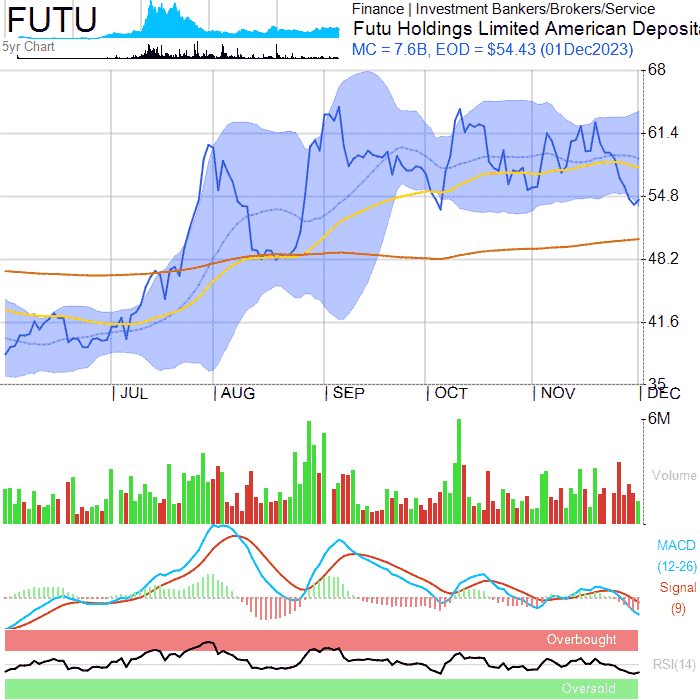 FUTU
5yr Chart
Finance | Investment Bankers/Brokers/Service
Futu Holdings Limited American Deposit
MC = 7.6B, EOD = $54.43 (01Dec2023)
68
61.4
54.8
48.2
41.6
35
JUL
AUG
SEP
OCT
NOV
DEC
6M
Volume
MACD
(12-26)
Signal
(9)
Overbought
RSI(14)
Oversold